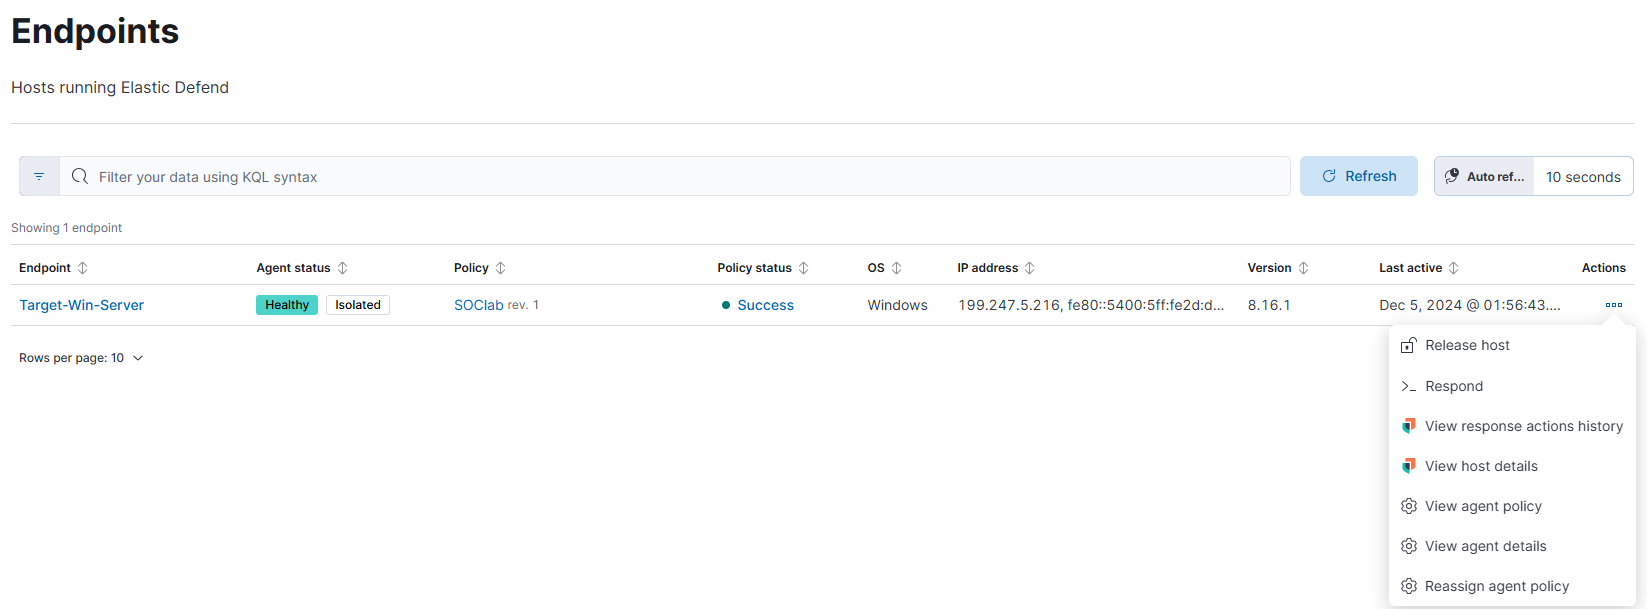 Endpoints
Hosts running Elastic Defend
Filter your data using KQL syntax
Refresh
Auto ref... 10 seconds
Showing 1 endpoint
Endpoint Agent status Policy Policy status OS IP address Version Last active Actions
Target-Win-Server Healthy Isolated SOClab rev. 1 Success Windows 199.247.5.216, fe80::5400:5ff:fe2d:d... 8.16.1 Dec 5, 2024 @ 01:56:43....
Rows per page: 10
Release host
>_ Respond
View response actions history
View host details
View agent policy
View agent details
Reassign agent policy